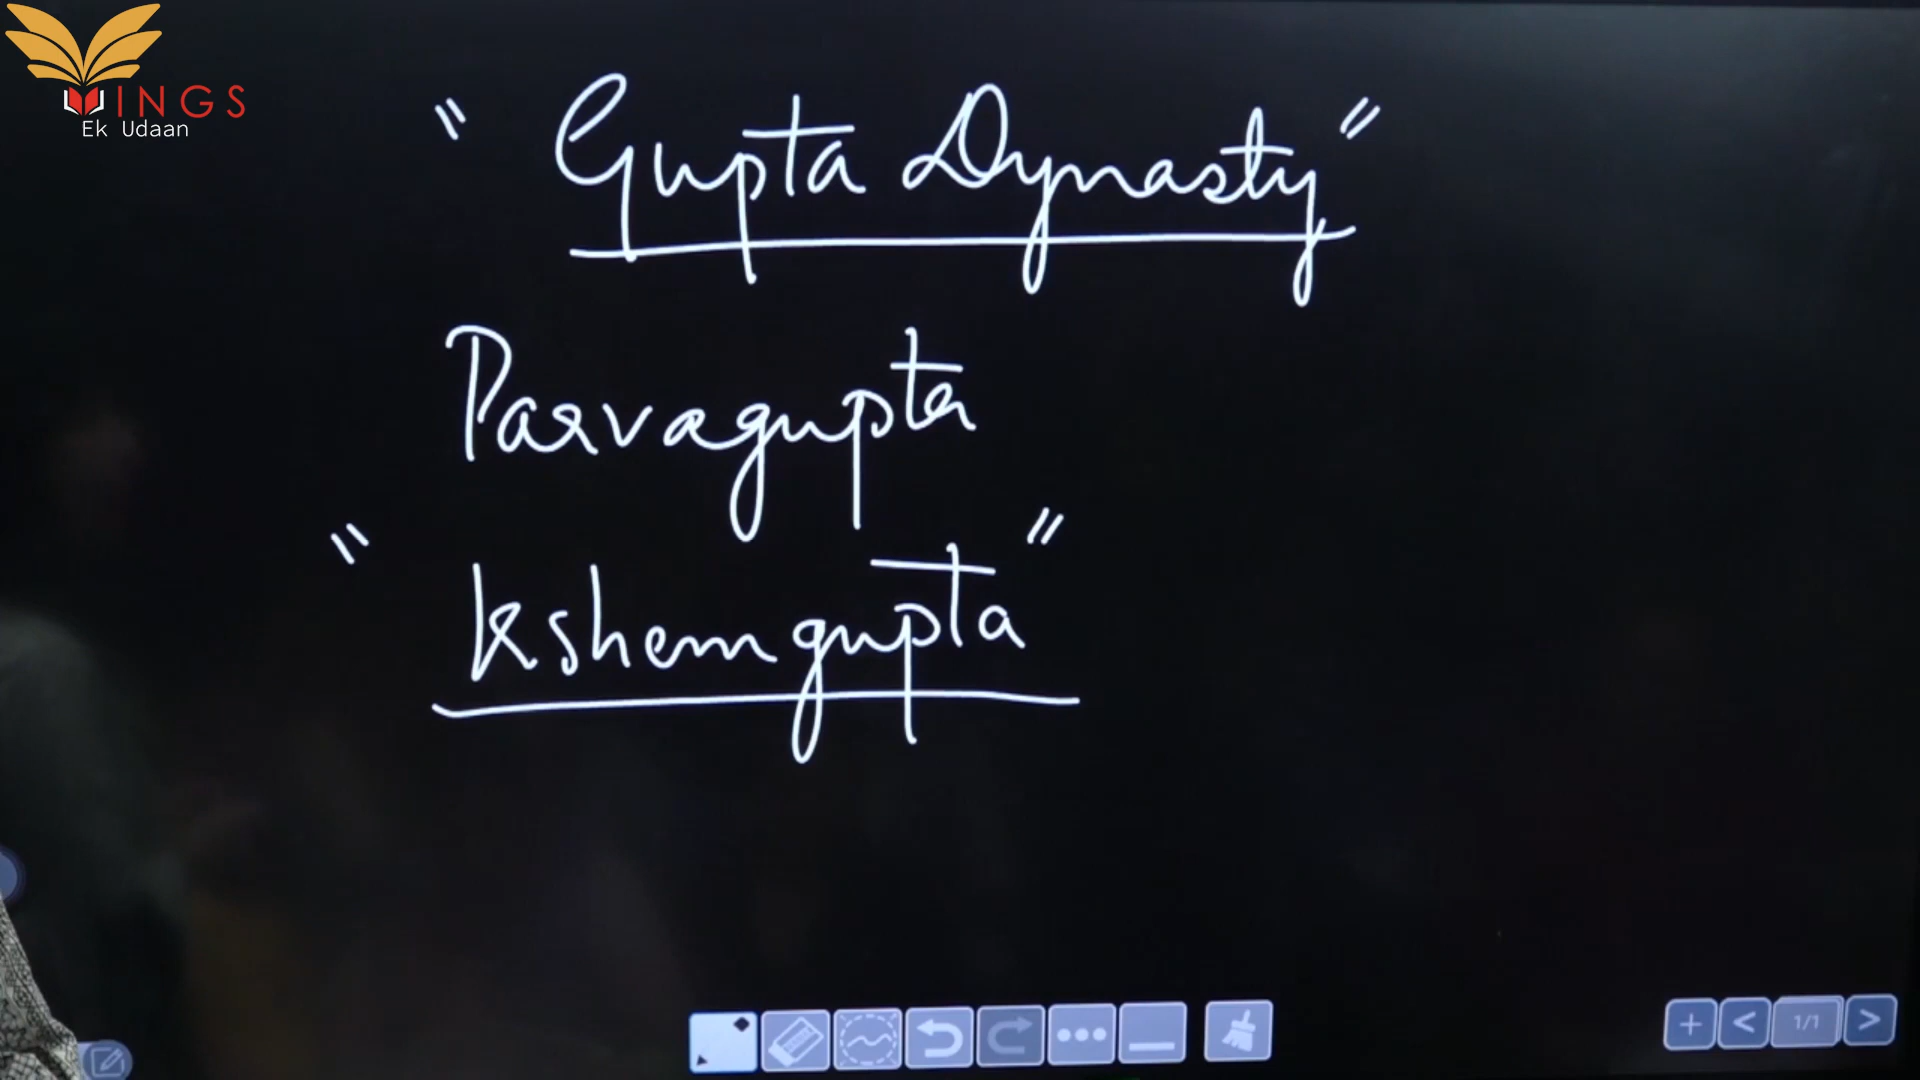 WINGS
Ek Udaan
" Gupta Dynasty "
Parvagupta
" Kshemgupta "
1/1